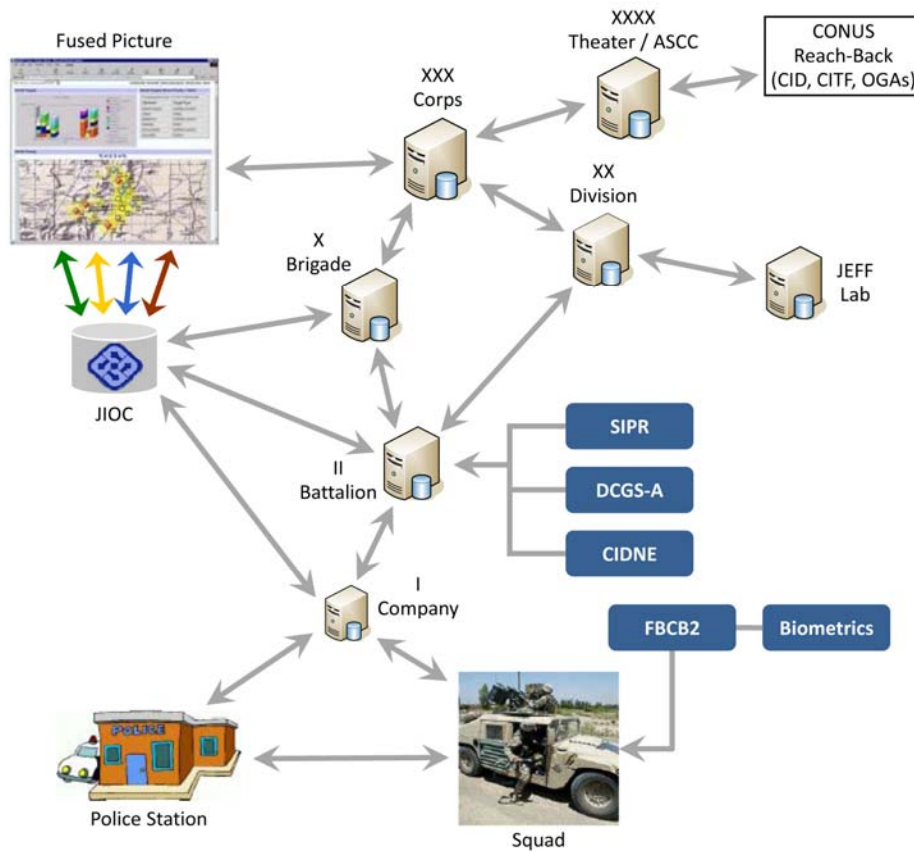 Fused Picture
XXXX
Theater / ASCC
CONUS
Reach-Back
(CID, CITF, OGAs)
XXX
Corps
XX
Division
X
Brigade
JEFF
Lab
JIOC
II
Battalion
SIPR
DCGS-A
CIDNE
I
Company
FBCB2
Biometrics
POLICE
Police Station
Squad